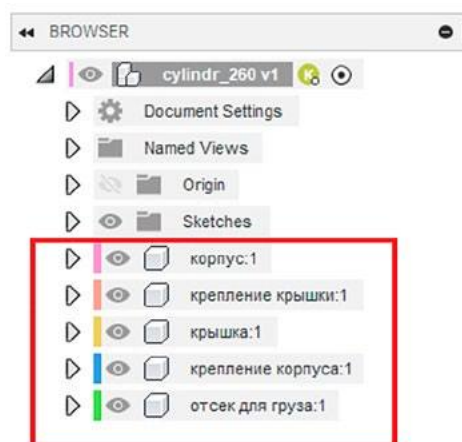 BROWSER
cylindr_260 v1
Document Settings
Named Views
Origin
Sketches
корпус:1
крепление крышки:1
крышка:1
крепление корпуса:1
отсек для груза:1